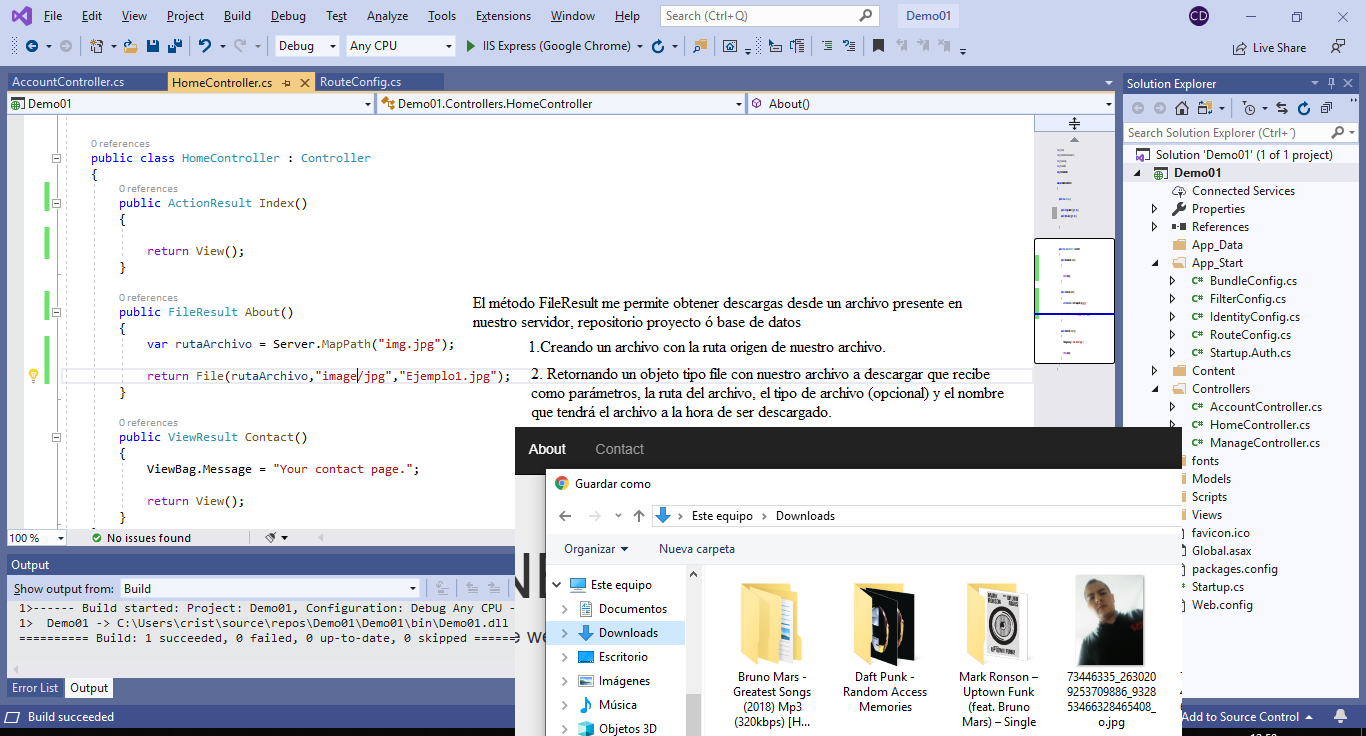 File Edit View Project Build Debug Test Analyze Tools Extensions Window Help Search (Ctrl+Q) Demo01 CD
Debug Any CPU IIS Express (Google Chrome) Live Share
AccountController.cs HomeController.cs RouteConfig.cs
Demo01 Demo01.Controllers.HomeController About()
0 references
public class HomeController : Controller
{
0 references
public ActionResult Index()
{
return View();
}
0 references
public FileResult About()
{
var rutaArchivo = Server.MapPath("img.jpg");
return File(rutaArchivo,"image/jpg","Ejemplo1.jpg");
}
0 references
public ViewResult Contact()
{
ViewBag.Message = "Your contact page.";
return View();
}
El método FileResult me permite obtener descargas desde un archivo presente en
nuestro servidor, repositorio proyecto ó base de datos
1.Creando un archivo con la ruta origen de nuestro archivo.
2. Retornando un objeto tipo file con nuestro archivo a descargar que recibe
como parámetros, la ruta del archivo, el tipo de archivo (opcional) y el nombre
que tendrá el archivo a la hora de ser descargado.
100 % No issues found
Output
Show output from: Build
1>------ Build started: Project: Demo01, Configuration: Debug Any CPU -
1> Demo01 -> C:\Users\crist\source\repos\Demo01\Demo01\bin\Demo01.dll
========== Build: 1 succeeded, 0 failed, 0 up-to-date, 0 skipped ======
Error List Output
Build succeeded
Add to Source Control
Solution Explorer
Search Solution Explorer (Ctrl+´)
Solution 'Demo01' (1 of 1 project)
Demo01
Connected Services
Properties
References
App_Data
App_Start
C# BundleConfig.cs
C# FilterConfig.cs
C# IdentityConfig.cs
C# RouteConfig.cs
C# Startup.Auth.cs
Content
Controllers
C# AccountController.cs
C# HomeController.cs
C# ManageController.cs
fonts
Models
Scripts
Views
favicon.ico
Global.asax
packages.config
Startup.cs
Web.config
About Contact
Guardar como
Este equipo Downloads
Organizar Nueva carpeta
Este equipo
Documentos
Downloads
Escritorio
Imágenes
Música
Objetos 3D
Bruno Mars -
Greatest Songs
(2018) Mp3
(320kbps) [H...
Daft Punk -
Random Access
Memories
Mark Ronson –
Uptown Funk
(feat. Bruno
Mars) – Single
73446335_263020
9253709886_9328
53466328465408_
o.jpg